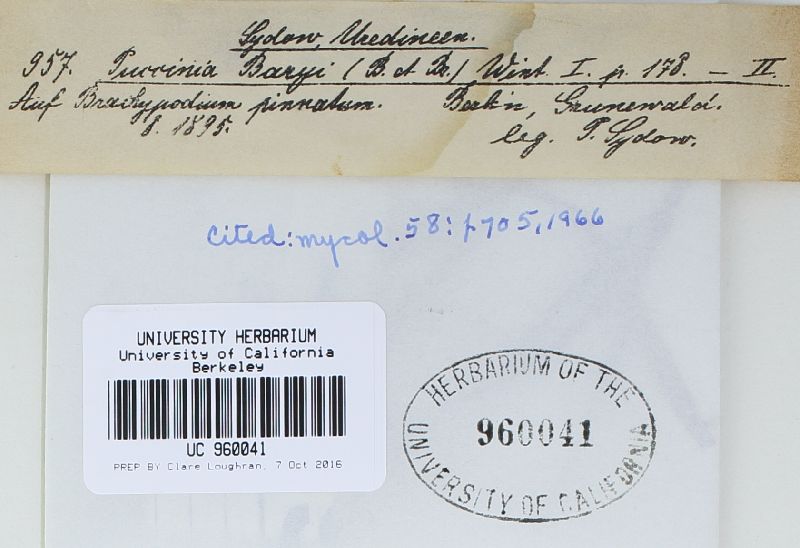 Sydow, Uredineen.
957. Puccinia Baryi (B. et Br.) Wint. I. p. 178. — II.
Auf Brachypodium pinnatum. Berlin, Grunewald.
8. 1895. leg. P. Sydow.
Cited: mycol. 58: p705, 1966
UNIVERSITY HERBARIUM
University of California
Berkeley
UC 960041
PREP BY Clare Loughran, 7 Oct 2016
HERBARIUM OF THE
960041
UNIVERSITY OF CALIFORNIA